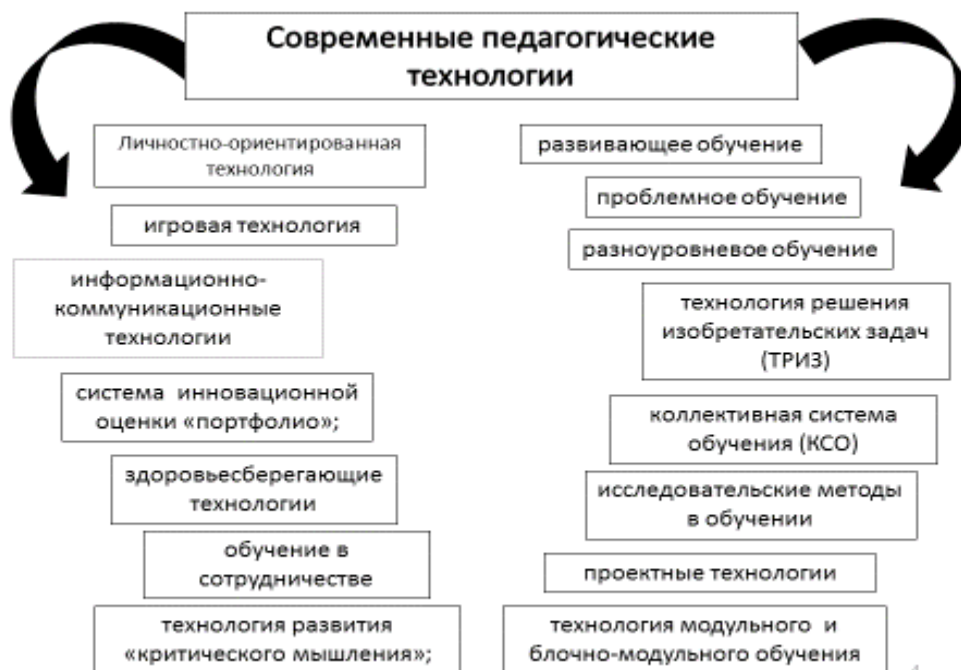 Современные педагогические
технологии
Личностно-ориентированная
технология
игровая технология
информационно-
коммуникационные
технологии
система инновационной
оценки «портфолио»;
здоровьесберегающие
технологии
обучение в
сотрудничестве
технология развития
«критического мышления»;
развивающее обучение
проблемное обучение
разноуровневое обучение
технология решения
изобретательских задач
(ТРИЗ)
коллективная система
обучения (КСО)
исследовательские методы
в обучении
проектные технологии
технология модульного и
блочно-модульного обучения